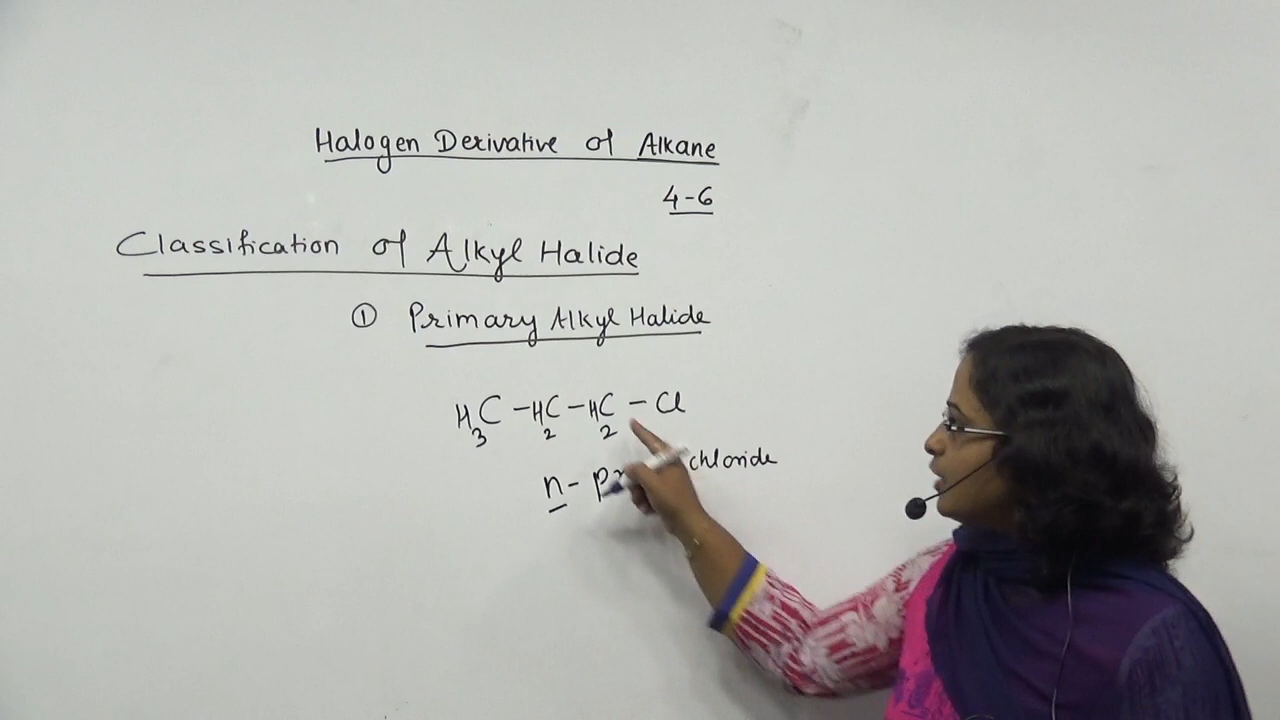 Halogen Derivative of Alkane
4-6
Classification of Alkyl Halide
① Primary Alkyl Halide
H₃C - H₂C - H₂C - Cl
n- chloride